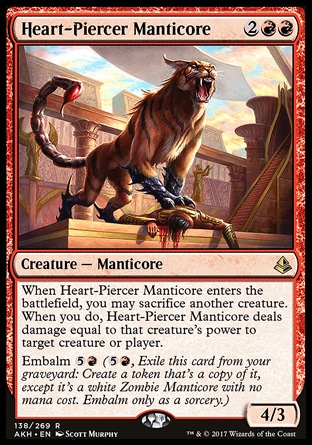 Heart-Piercer Manticore 2
Creature — Manticore
When Heart-Piercer Manticore enters the
battlefield, you may sacrifice another creature.
When you do, Heart-Piercer Manticore deals
damage equal to that creature's power to
target creature or player.
Embalm 5 (5, Exile this card from your
graveyard: Create a token that's a copy of it,
except it's a white Zombie Manticore with
no mana cost. Embalm only as a sorcery.)
4/3
138/269 R
AKH • EN Scott Murphy
™ & © 2017 Wizards of the Coast